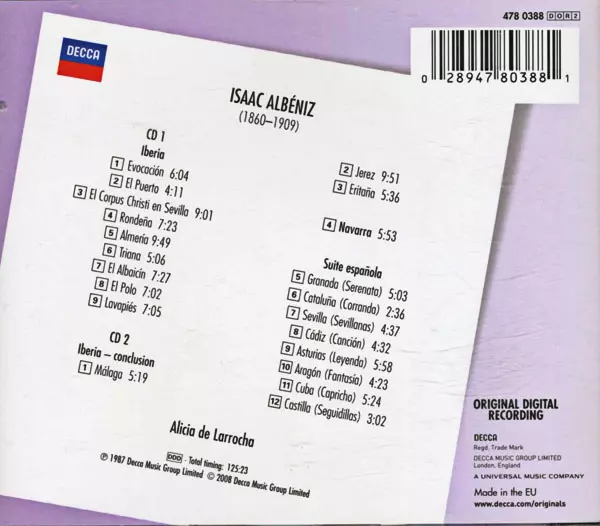 478 0388 DDR2
DECCA
0 28947 80388 1
ISAAC ALBÉNIZ
(1860–1909)
CD 1
Iberia
1 Evocación 6:04
2 El Puerto 4:11
3 El Corpus Christi en Sevilla 9:01
4 Rondeña 7:23
5 Almería 9:49
6 Triana 5:06
7 El Albaicín 7:27
8 El Polo 7:02
9 Lavapiés 7:05
CD 2
Iberia – conclusion
1 Málaga 5:19
2 Jerez 9:51
3 Eritaña 5:36
4 Navarra 5:53
Suite española
5 Granada (Serenata) 5:03
6 Cataluña (Corranda) 2:36
7 Sevilla (Sevillanas) 4:37
8 Cádiz (Canción) 4:32
9 Asturias (Leyenda) 5:58
10 Aragón (Fantasia) 4:23
11 Cuba (Capricho) 5:24
12 Castilla (Seguidillas) 3:02
Alicia de Larrocha
DDD · Total timing: 125:23
℗ 1987 Decca Music Group Limited © 2008 Decca Music Group Limited
ORIGINAL DIGITAL
RECORDING
DECCA
Regd. Trade Mark
DECCA MUSIC GROUP LIMITED
London, England
A UNIVERSAL MUSIC COMPANY
Made in the EU
www.decca.com/originals